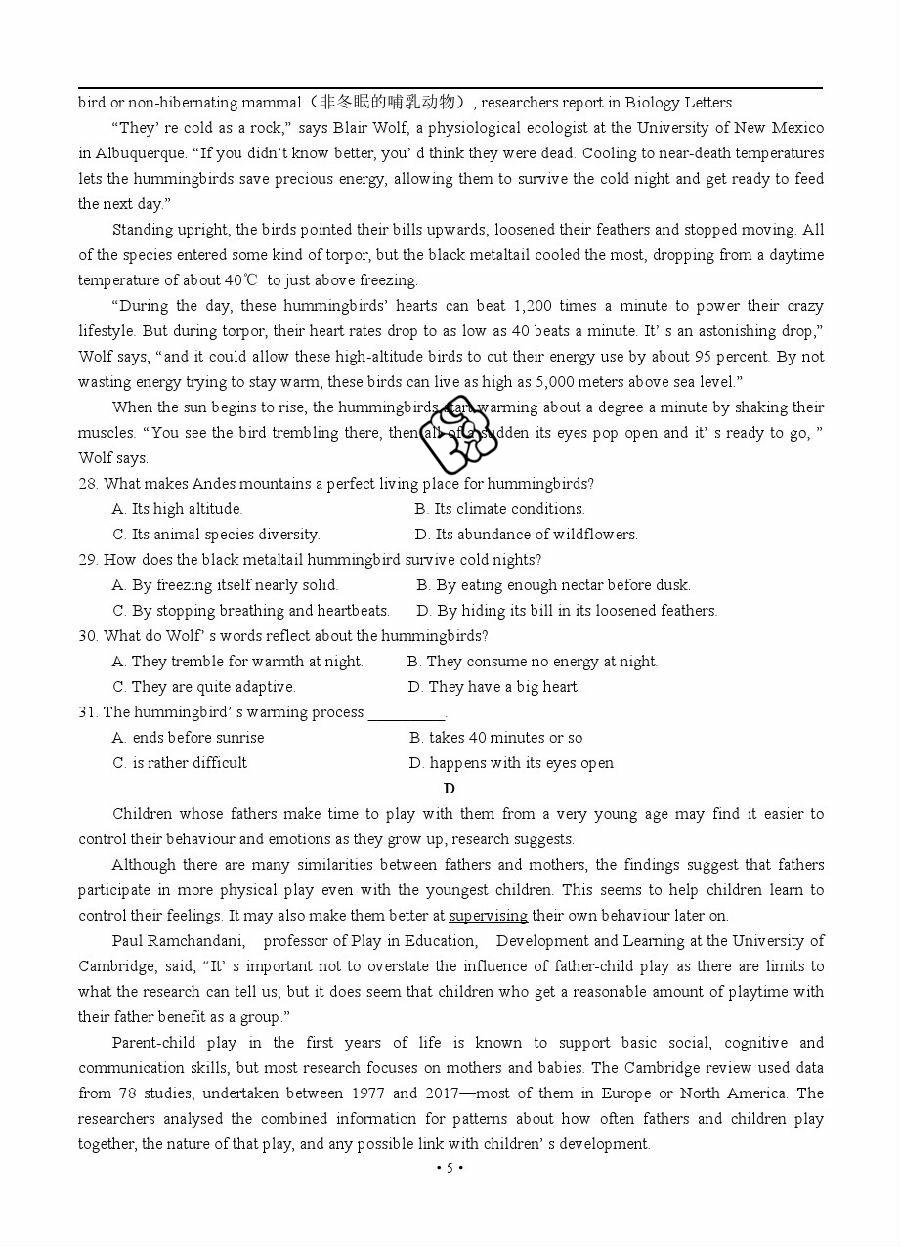 bird or non-hibernating mammal（非冬眠的哺乳动物）, researchers report in Biology Letters
“They’ re cold as a rock,” says Blair Wolf, a physiological ecologist at the University of New Mexico
in Albuquerque. “If you didn’t know better, you’ d think they were dead. Cooling to near-death temperatures
lets the hummingbirds save precious energy, allowing them to survive the cold night and get ready to feed
the next day.”
Standing upright, the birds pointed their bills upwards, loosened their feathers and stopped moving. All
of the species entered some kind of torpor, but the black metaltail cooled the most, dropping from a daytime
temperature of about 40℃ to just above freezing.
“During the day, these hummingbirds’ hearts can beat 1,200 times a minute to power their crazy
lifestyle. But during torpor, their heart rates drop to as low as 40 beats a minute. It’ s an astonishing drop,”
Wolf says, “and it could allow these high-altitude birds to cut their energy use by about 95 percent. By not
wasting energy trying to stay warm, these birds can live as high as 5,000 meters above sea level.”
When the sun begins to rise, the hummingbirds start warming about a degree a minute by shaking their
muscles. “You see the bird trembling there, then all of a sudden its eyes pop open and it’ s ready to go, ”
Wolf says.
28. What makes Andes mountains a perfect living place for hummingbirds?
A. Its high altitude. B. Its climate conditions.
C. Its animal species diversity. D. Its abundance of wildflowers.
29. How does the black metaltail hummingbird survive cold nights?
A. By freezing itself nearly solid. B. By eating enough nectar before dusk.
C. By stopping breathing and heartbeats. D. By hiding its bill in its loosened feathers.
30. What do Wolf’ s words reflect about the hummingbirds?
A. They tremble for warmth at night. B. They consume no energy at night.
C. They are quite adaptive. D. They have a big heart
31. The hummingbird’ s warming process __________.
A. ends before sunrise B. takes 40 minutes or so
C. is rather difficult D. happens with its eyes open
D
Children whose fathers make time to play with them from a very young age may find it easier to
control their behaviour and emotions as they grow up, research suggests.
Although there are many similarities between fathers and mothers, the findings suggest that fathers
participate in more physical play even with the youngest children. This seems to help children learn to
control their feelings. It may also make them better at supervising their own behaviour later on.
Paul Ramchandani, professor of Play in Education, Development and Learning at the University of
Cambridge, said, “It’ s important not to overstate the influence of father-child play as there are limits to
what the research can tell us, but it does seem that children who get a reasonable amount of playtime with
their father benefit as a group.”
Parent-child play in the first years of life is known to support basic social, cognitive and
communication skills, but most research focuses on mothers and babies. The Cambridge review used data
from 78 studies, undertaken between 1977 and 2017—most of them in Europe or North America. The
researchers analysed the combined information for patterns about how often fathers and children play
together, the nature of that play, and any possible link with children’ s development.
• 5 •